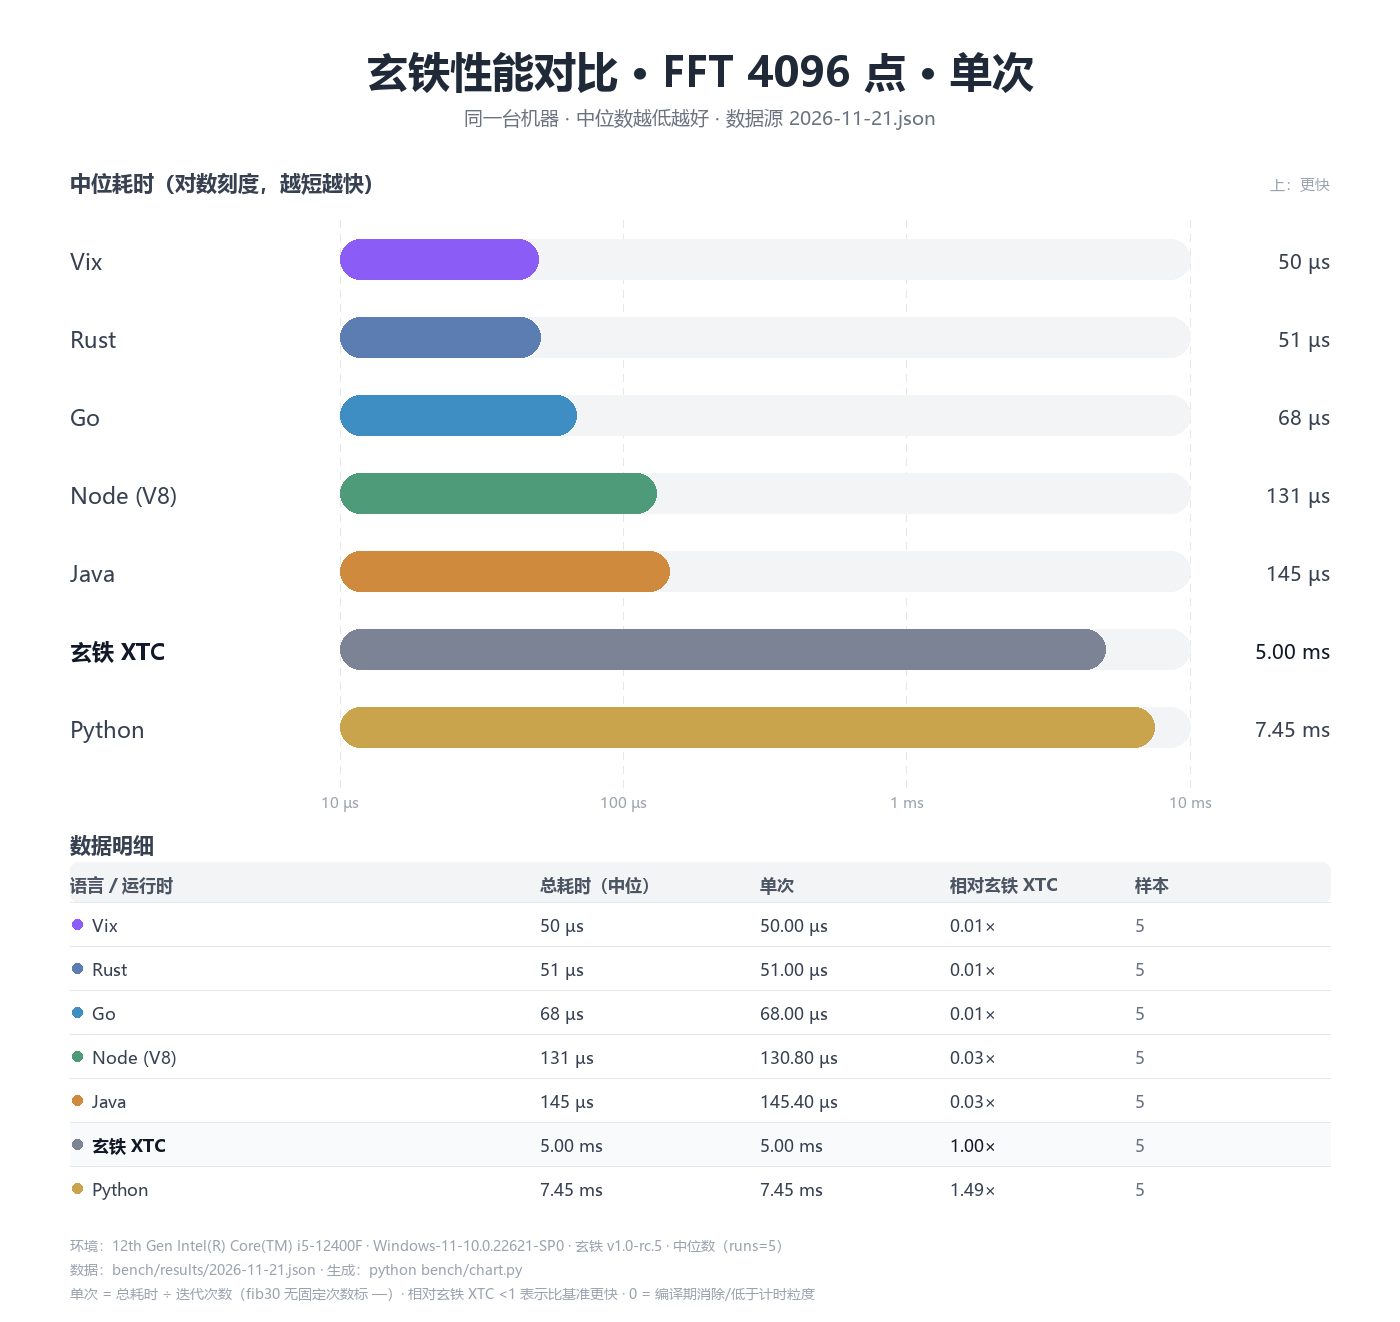 玄铁性能对比 • FFT 4096 点 • 单次
同一台机器 · 中位数越低越好 · 数据源 2026-11-21.json
中位耗时（对数刻度，越短越快） 上：更快
Vix 50 µs
Rust 51 µs
Go 68 µs
Node (V8) 131 µs
Java 145 µs
玄铁 XTC 5.00 ms
Python 7.45 ms
10 µs 100 µs 1 ms 10 ms
数据明细
语言 / 运行时 总耗时（中位） 单次 相对玄铁 XTC 样本
Vix 50 µs 50.00 µs 0.01× 5
Rust 51 µs 51.00 µs 0.01× 5
Go 68 µs 68.00 µs 0.01× 5
Node (V8) 131 µs 130.80 µs 0.03× 5
Java 145 µs 145.40 µs 0.03× 5
玄铁 XTC 5.00 ms 5.00 ms 1.00× 5
Python 7.45 ms 7.45 ms 1.49× 5
环境：12th Gen Intel(R) Core(TM) i5-12400F · Windows-11-10.0.22621-SP0 · 玄铁 v1.0-rc.5 · 中位数（runs=5）
数据：bench/results/2026-11-21.json · 生成：python bench/chart.py
单次 = 总耗时 ÷ 迭代次数（fib30 无固定次数标 —）· 相对玄铁 XTC <1 表示比基准更快 · 0 = 编译期消除/低于计时粒度